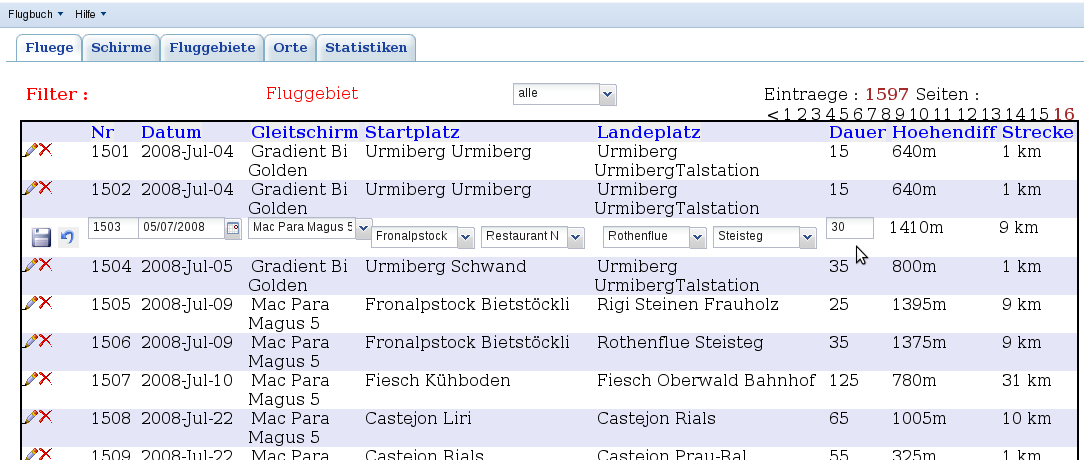 Flugbuch Hilfe
Fluege Schirme Fluggebiete Orte Statistiken
Filter : Fluggebiet alle Eintraege : 1597 Seiten :
< 1 2 3 4 5 6 7 8 9 10 11 12 13 14 15 16
Nr Datum Gleitschirm Startplatz Landeplatz Dauer Hoehendiff Strecke
1501 2008-Jul-04 Gradient Bi Urmiberg Urmiberg Urmiberg 15 640m 1 km
Golden UrmibergTalstation
1502 2008-Jul-04 Gradient Bi Urmiberg Urmiberg Urmiberg 15 640m 1 km
Golden UrmibergTalstation
1503 05/07/2008 Mac Para Magus 5 Fronalpstock Restaurant N Rothenflue Steisteg 30 1410m 9 km
1504 2008-Jul-05 Gradient Bi Urmiberg Schwand Urmiberg 35 800m 1 km
Golden UrmibergTalstation
1505 2008-Jul-09 Mac Para Fronalpstock Bietstöckli Rigi Steinen Frauholz 25 1395m 9 km
Magus 5
1506 2008-Jul-09 Mac Para Fronalpstock Bietstöckli Rothenflue Steisteg 35 1375m 9 km
Magus 5
1507 2008-Jul-10 Mac Para Fiesch Kühboden Fiesch Oberwald Bahnhof 125 780m 31 km
Magus 5
1508 2008-Jul-22 Mac Para Castejon Liri Castejon Rials 65 1005m 10 km
Magus 5
1509 2008-Jul-22 Mac Para Castejon Rials Castejon Prau-Ral 55 325m 1 km